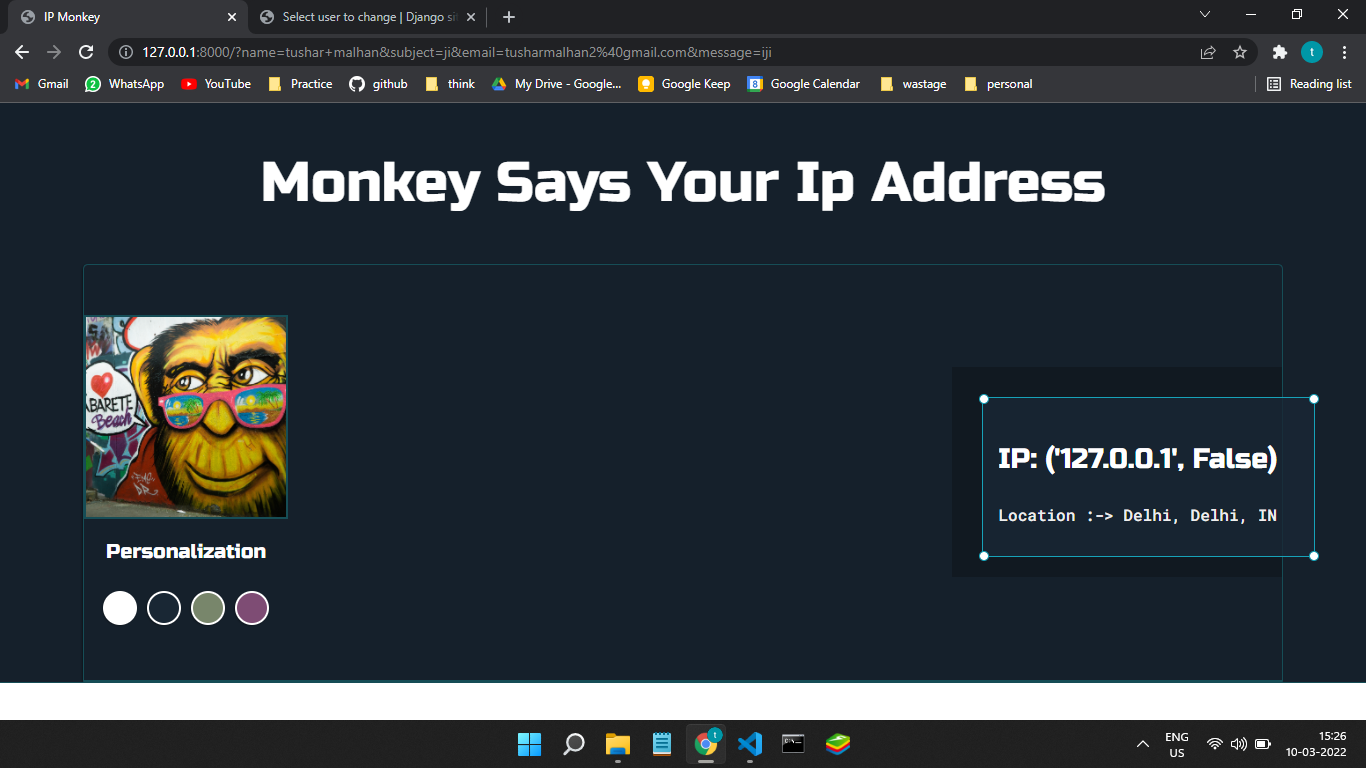 IP Monkey
Select user to change | Django si
127.0.0.1:8000/?name=tushar+malhan&subject=ji&email=tusharmalhan2%40gmail.com&message=iji
t
Gmail
2 WhatsApp
YouTube
Practice
github
think
My Drive - Google...
Google Keep
8 Google Calendar
wastage
personal
Reading list
Monkey Says Your Ip Address
BARETE
Beach
IP: ('127.0.0.1', False)
Location :-> Delhi, Delhi, IN
Personalization
t
ENG
US
15:26
10-03-2022